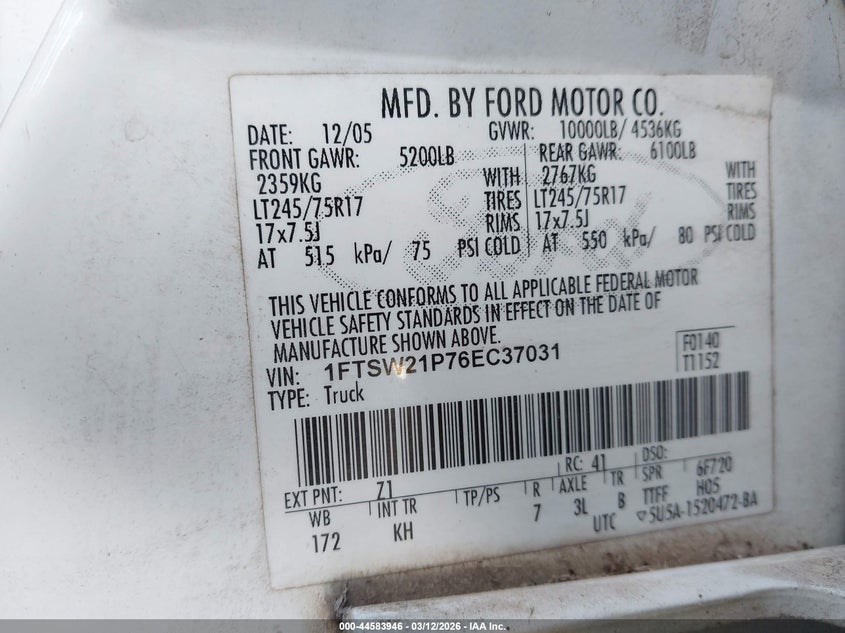 MFD. BY FORD MOTOR CO.
DATE: 12/05 GVWR: 10000LB/ 4536KG
FRONT GAWR: 5200LB REAR GAWR: 6100LB
2359KG WITH 2767KG WITH
LT245/75R17 TIRES LT245/75R17 TIRES
17x7.5J RIMS 17x7.5J RIMS
AT 515 kPa/ 75 PSI COLD AT 550 kPa/ 80 PSI COLD
THIS VEHICLE CONFORMS TO ALL APPLICABLE FEDERAL MOTOR
VEHICLE SAFETY STANDARDS IN EFFECT ON THE DATE OF
MANUFACTURE SHOWN ABOVE.
VIN: 1FTSW21P76EC37031 F0140
TYPE: Truck T1152
EXT PNT: Z1 RC: 41 DSO:
WB INT TR TP/PS R AXLE TR SPR 6F720
172 KH 7 3L B TTFF H05
UTC ▽5U5A-1520472-BA
000-44583946 - 03/12/2026 - IAA Inc.